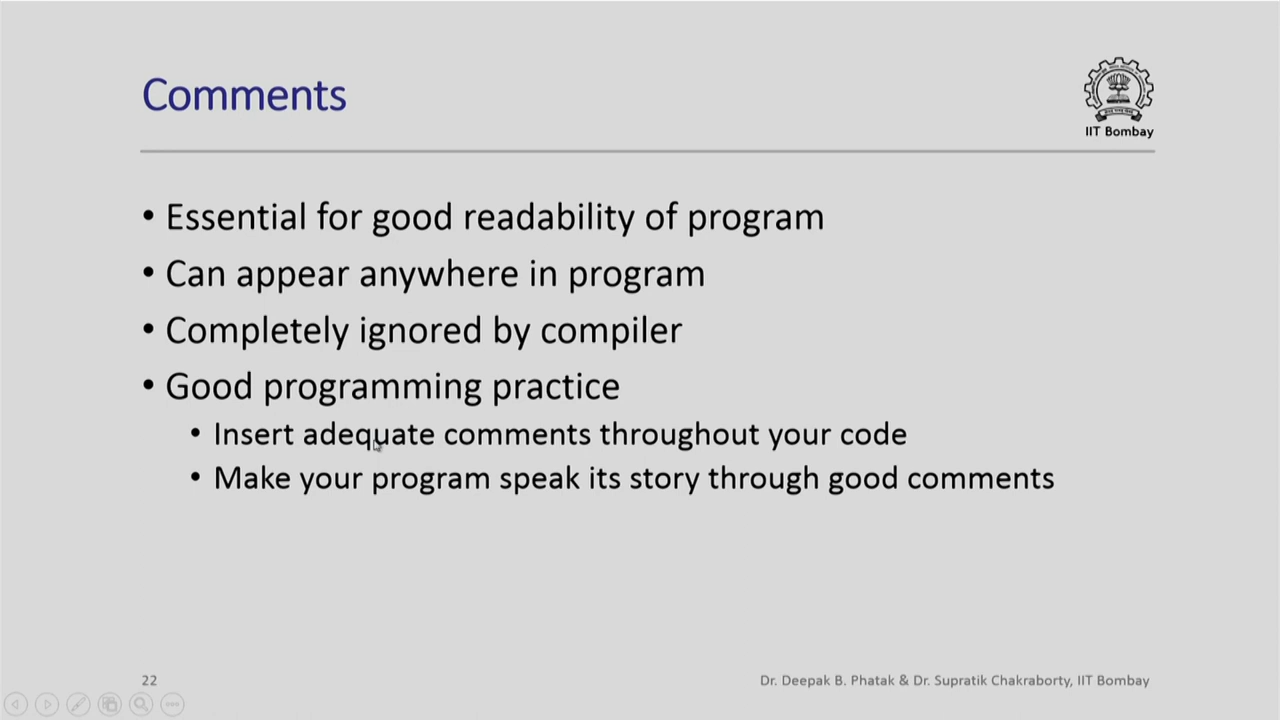 Comments
IIT Bombay
• Essential for good readability of program
• Can appear anywhere in program
• Completely ignored by compiler
• Good programming practice
• Insert adequate comments throughout your code
• Make your program speak its story through good comments
22
Dr. Deepak B. Phatak & Dr. Supratik Chakraborty, IIT Bombay